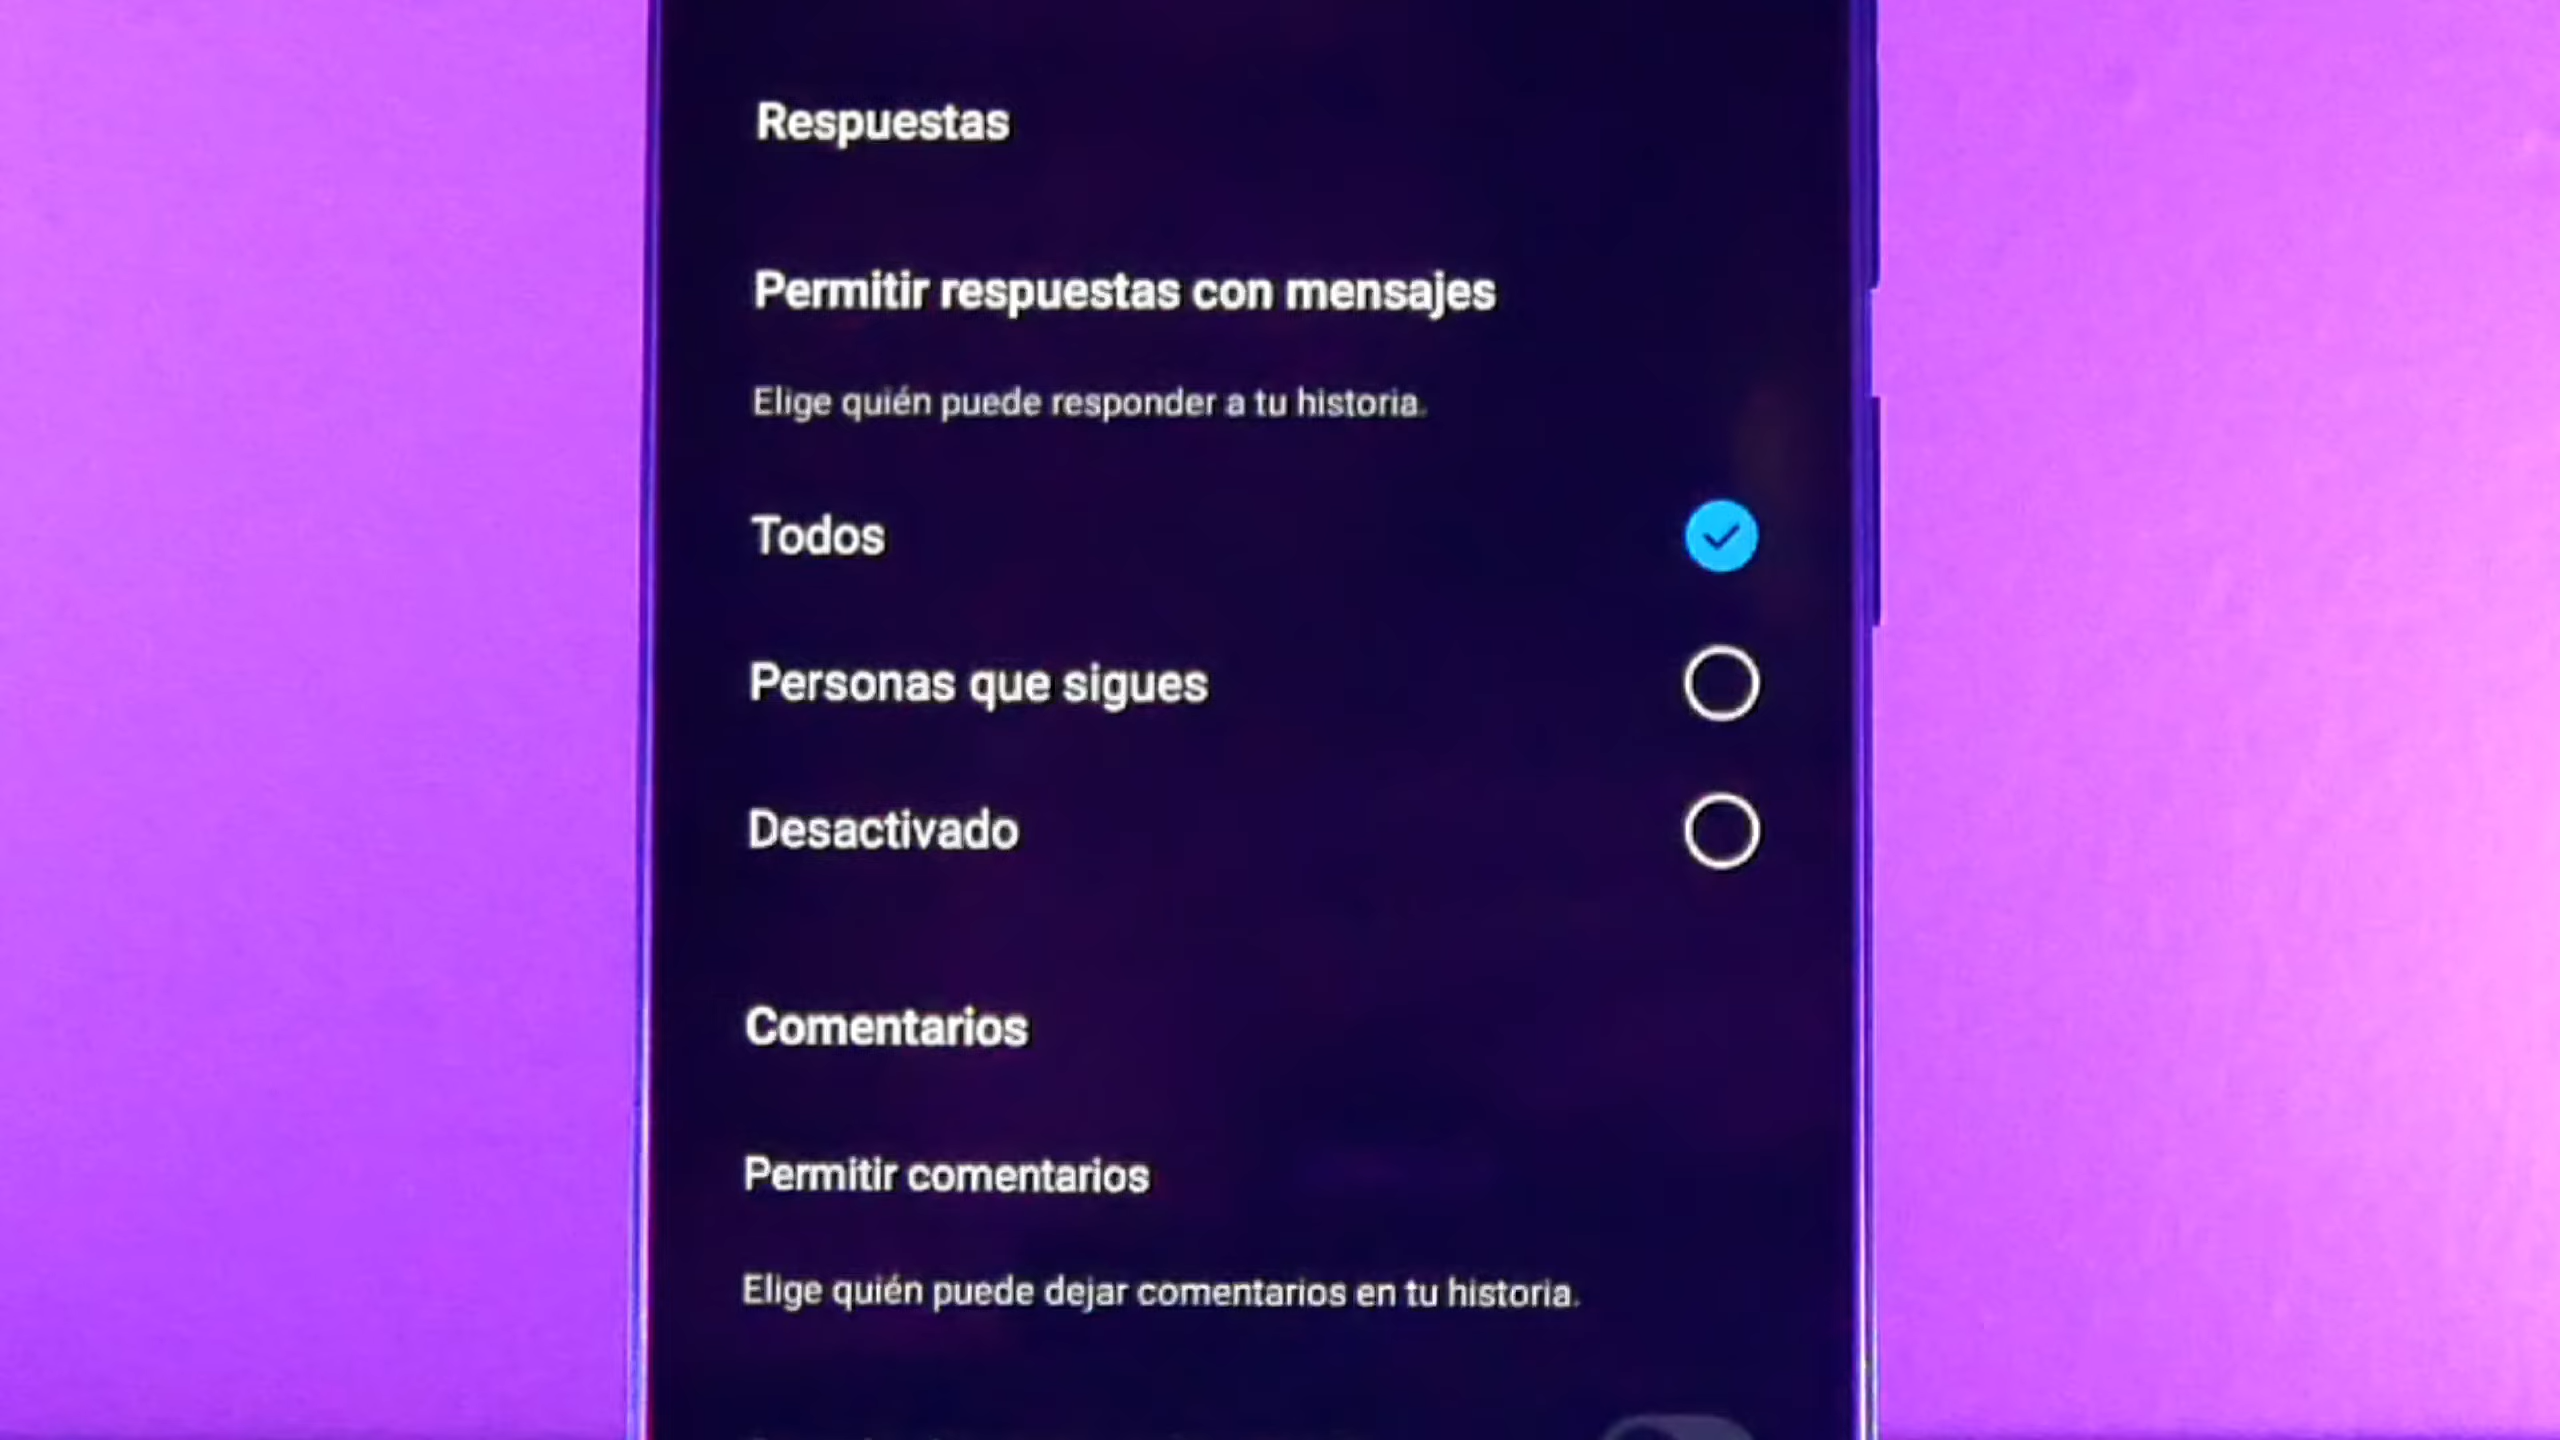 Respuestas
Permitir respuestas con mensajes
Elige quién puede responder a tu historia.
Todos
Personas que sigues
Desactivado
Comentarios
Permitir comentarios
Elige quién puede dejar comentarios en tu historia.